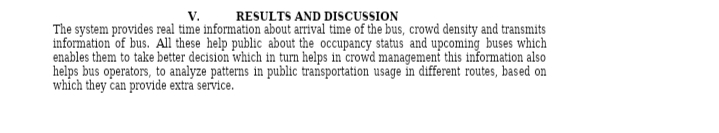 V. RESULTS AND DISCUSSION
The system provides real time information about arrival time of the bus, crowd density and transmits
information of bus. All these help public about the occupancy status and upcoming buses which
enables them to take better decision which in turn helps in crowd management this information also
helps bus operators, to analyze patterns in public transportation usage in different routes, based on
which they can provide extra service.